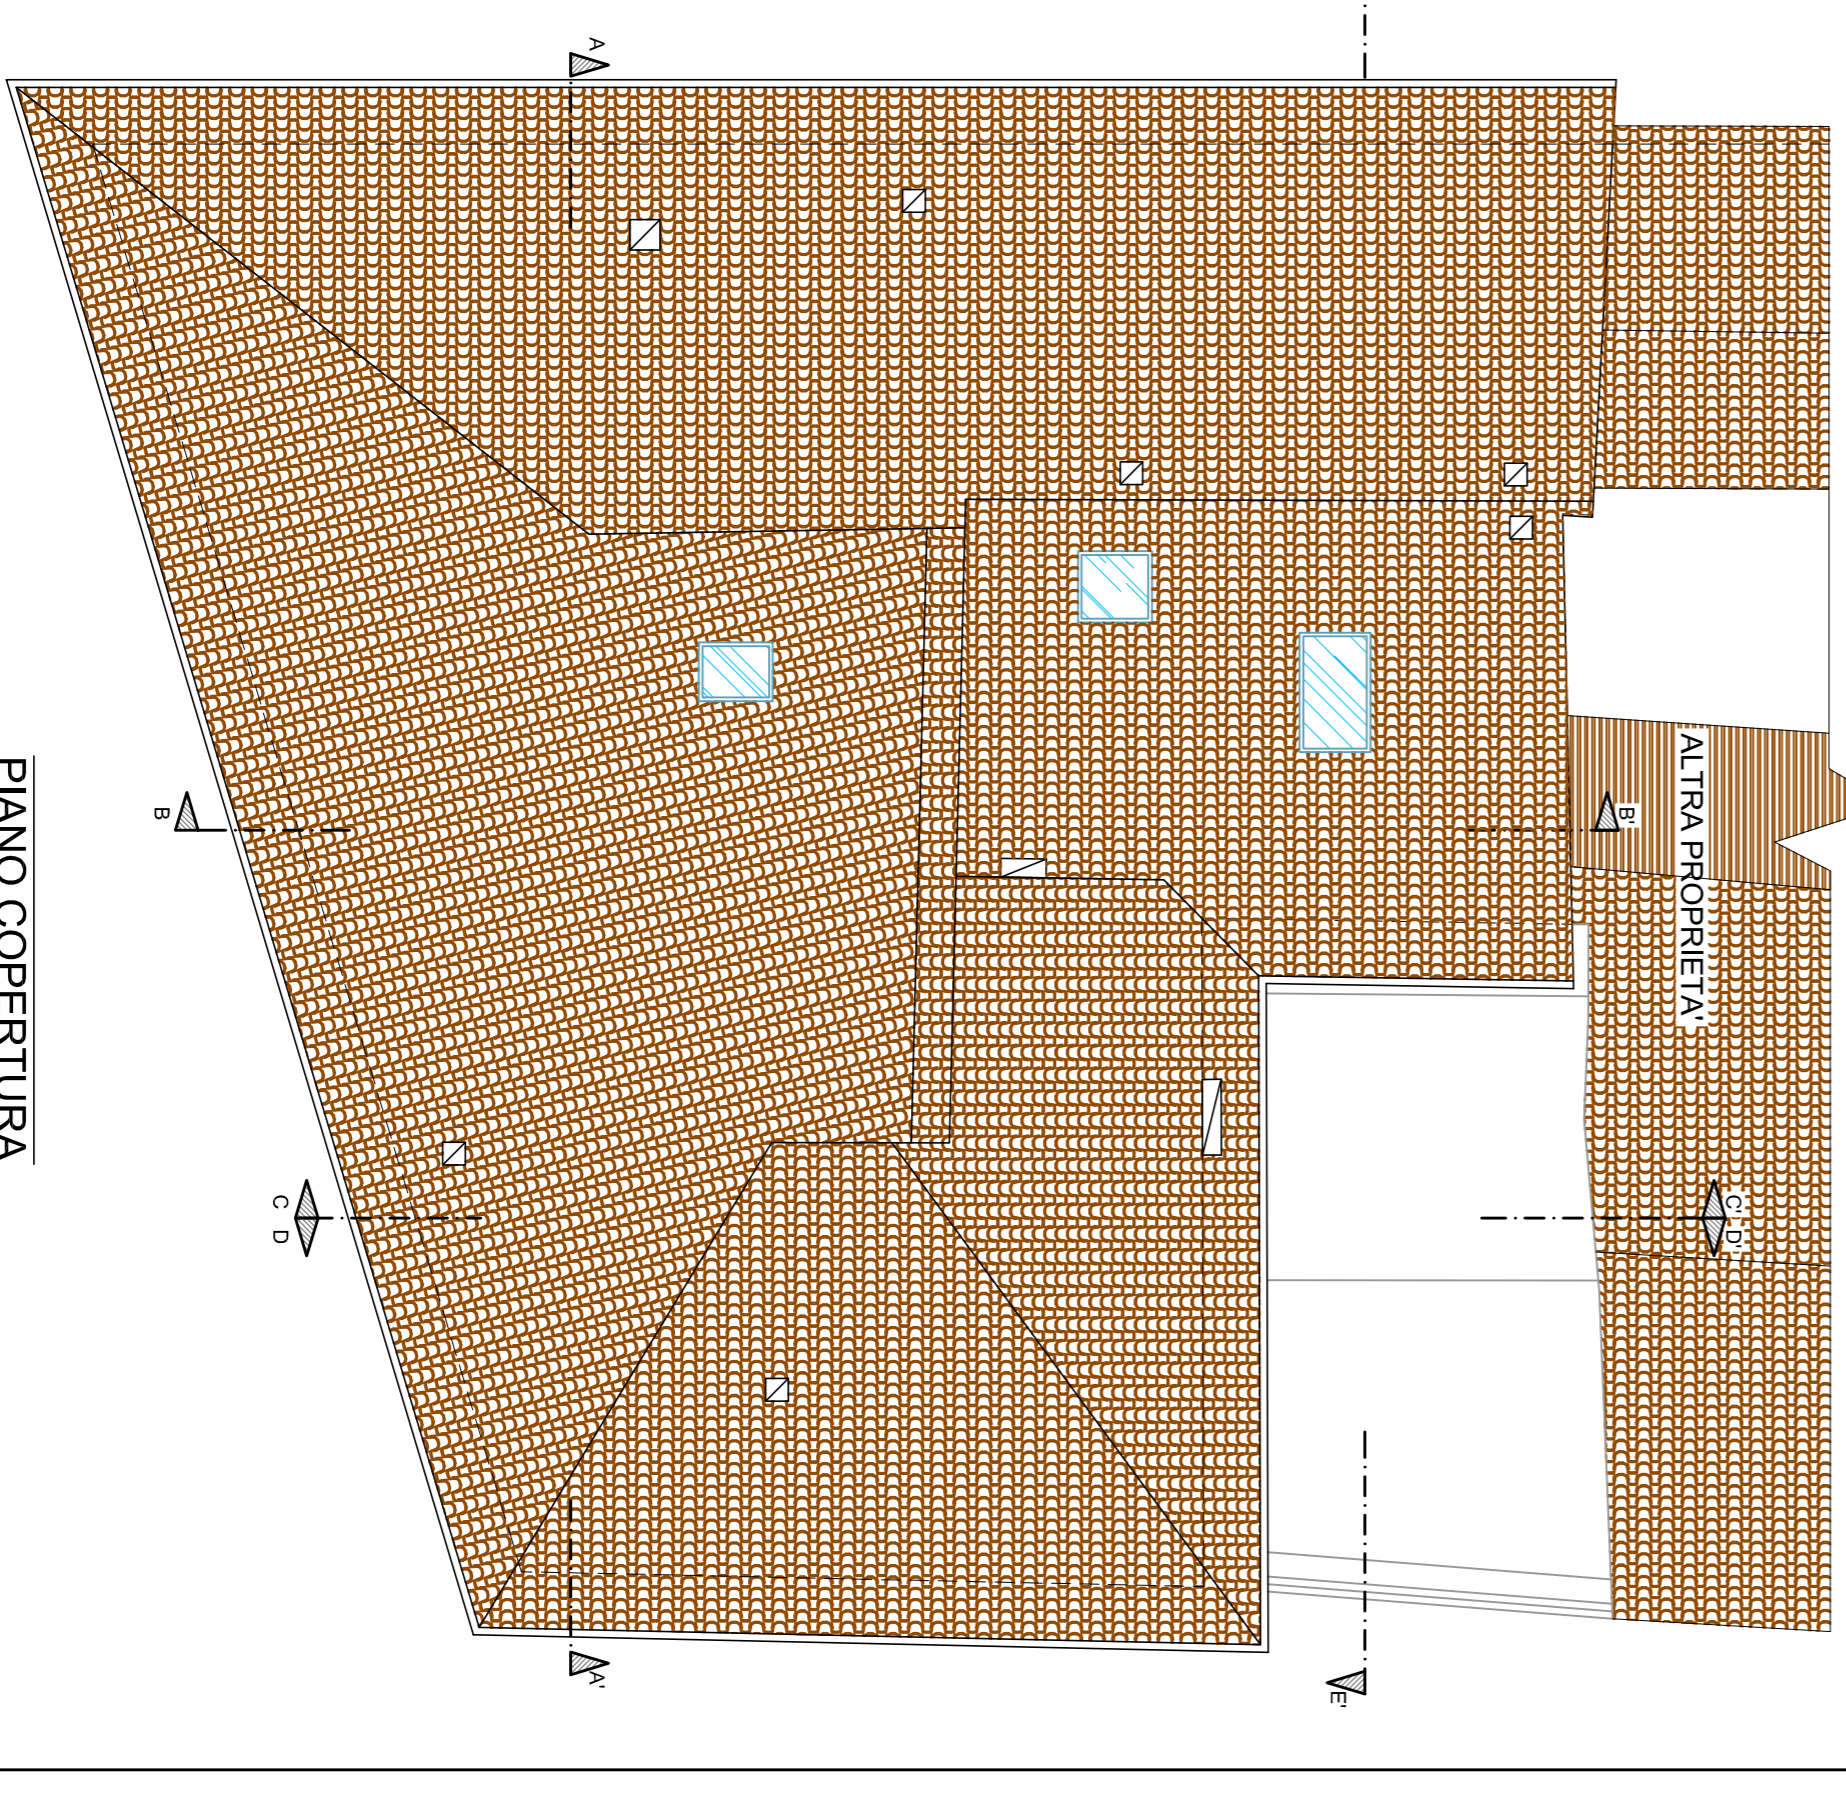 A
ALTRA PROPRIETA'
B'
B
C'
D'
C
D
PIANO COPERTURA
A'
E'